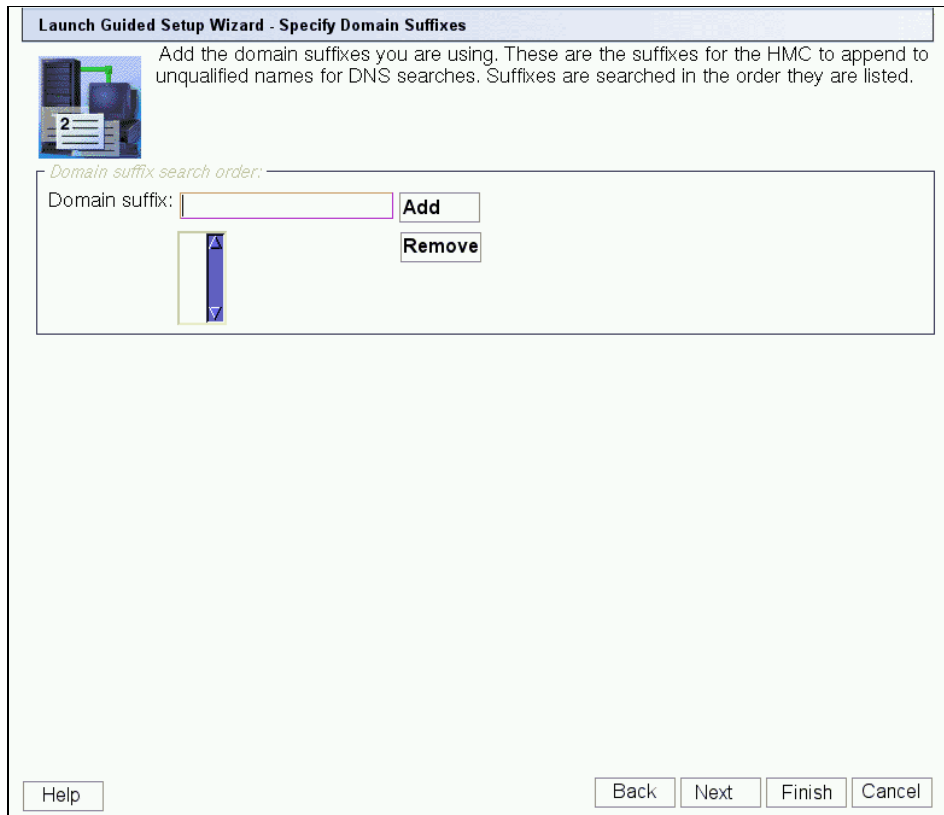 Launch Guided Setup Wizard - Specify Domain Suffixes
Add the domain suffixes you are using. These are the suffixes for the HMC to append to
unqualified names for DNS searches. Suffixes are searched in the order they are listed.
2
Domain suffix search order:
Domain suffix:
Add
Remove
Help
Back
Next
Finish
Cancel